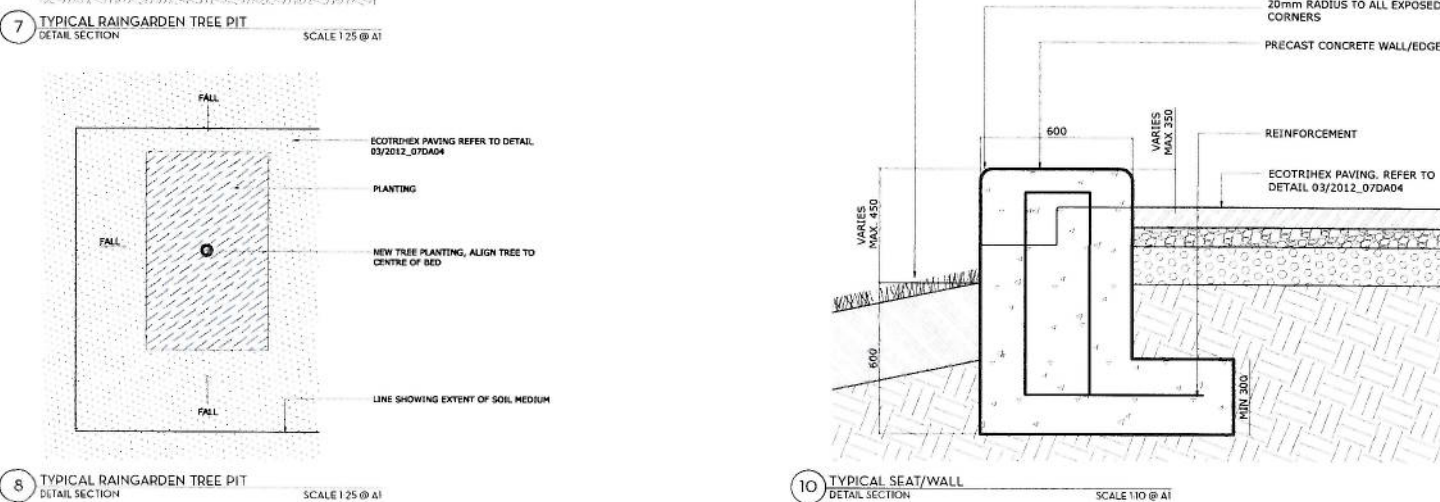 7 TYPICAL RAINGARDEN TREE PIT
DETAIL SECTION SCALE 1:25 @ A1
FALL
ECOTRIHEX PAVING REFER TO DETAIL
03/2012_07DA04
PLANTING
FALL
NEW TREE PLANTING, ALIGN TREE TO
CENTRE OF BED
LINE SHOWING EXTENT OF SOIL MEDIUM
FALL
8 TYPICAL RAINGARDEN TREE PIT
DETAIL SECTION SCALE 1:25 @ A1
20mm RADIUS TO ALL EXPOSED
CORNERS
PRECAST CONCRETE WALL/EDGE
600
VARIES
MAX 350
REINFORCEMENT
ECOTRIHEX PAVING. REFER TO
DETAIL 03/2012_07DA04
VARIES
MAX. 450
600
MIN 300
10 TYPICAL SEAT/WALL
DETAIL SECTION SCALE 1:10 @ A1